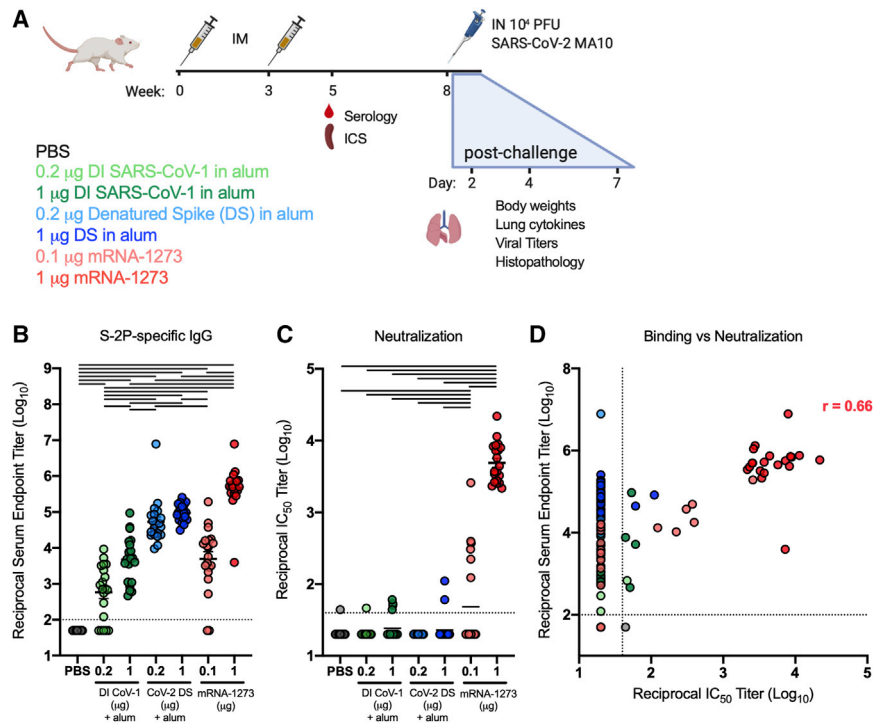 A
IM
IN 10⁴ PFU
SARS-CoV-2 MA10
Week: 0 3 5 8
Serology
ICS
post-challenge
Day: 2 4 7
Body weights
Lung cytokines
Viral Titers
Histopathology
PBS
0.2 μg DI SARS-CoV-1 in alum
1 μg DI SARS-CoV-1 in alum
0.2 μg Denatured Spike (DS) in alum
1 μg DS in alum
0.1 μg mRNA-1273
1 μg mRNA-1273
B
S-2P-specific IgG
Reciprocal Serum Endpoint Titer (Log₁₀)
9
8
7
6
5
4
3
2
1
PBS 0.2 1 0.2 1 0.1 1
DI CoV-1 CoV-2 DS mRNA-1273
(μg) (μg) (μg)
+ alum + alum
C
Neutralization
Reciprocal IC₅₀ Titer (Log₁₀)
5
4
3
2
1
PBS 0.2 1 0.2 1 0.1 1
DI CoV-1 CoV-2 DS mRNA-1273
(μg) (μg) (μg)
+ alum + alum
D
Binding vs Neutralization
r = 0.66
Reciprocal Serum Endpoint Titer (Log₁₀)
8
6
4
2
0
1 2 3 4 5
Reciprocal IC₅₀ Titer (Log₁₀)